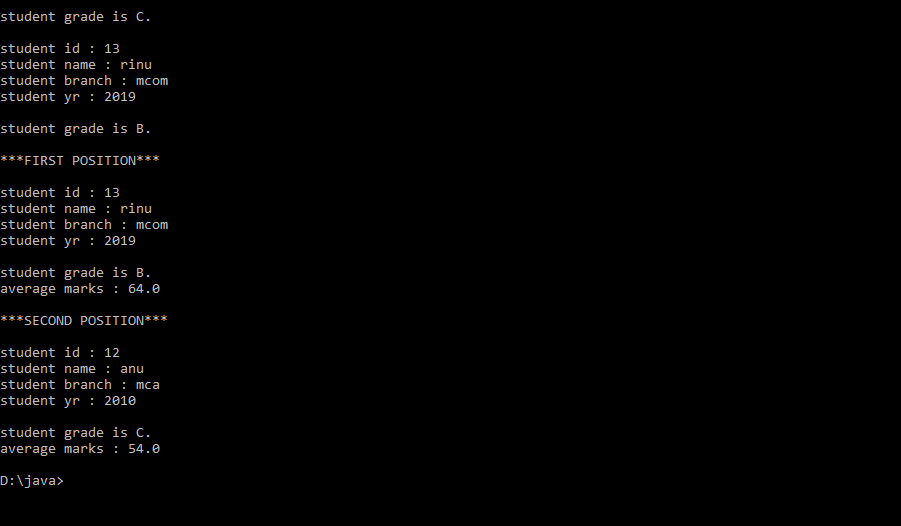 student grade is C.
student id : 13
student name : rinu
student branch : mcom
student yr : 2019
student grade is B.
***FIRST POSITION***
student id : 13
student name : rinu
student branch : mcom
student yr : 2019
student grade is B.
average marks : 64.0
***SECOND POSITION***
student id : 12
student name : anu
student branch : mca
student yr : 2010
student grade is C.
average marks : 54.0
D:\java>